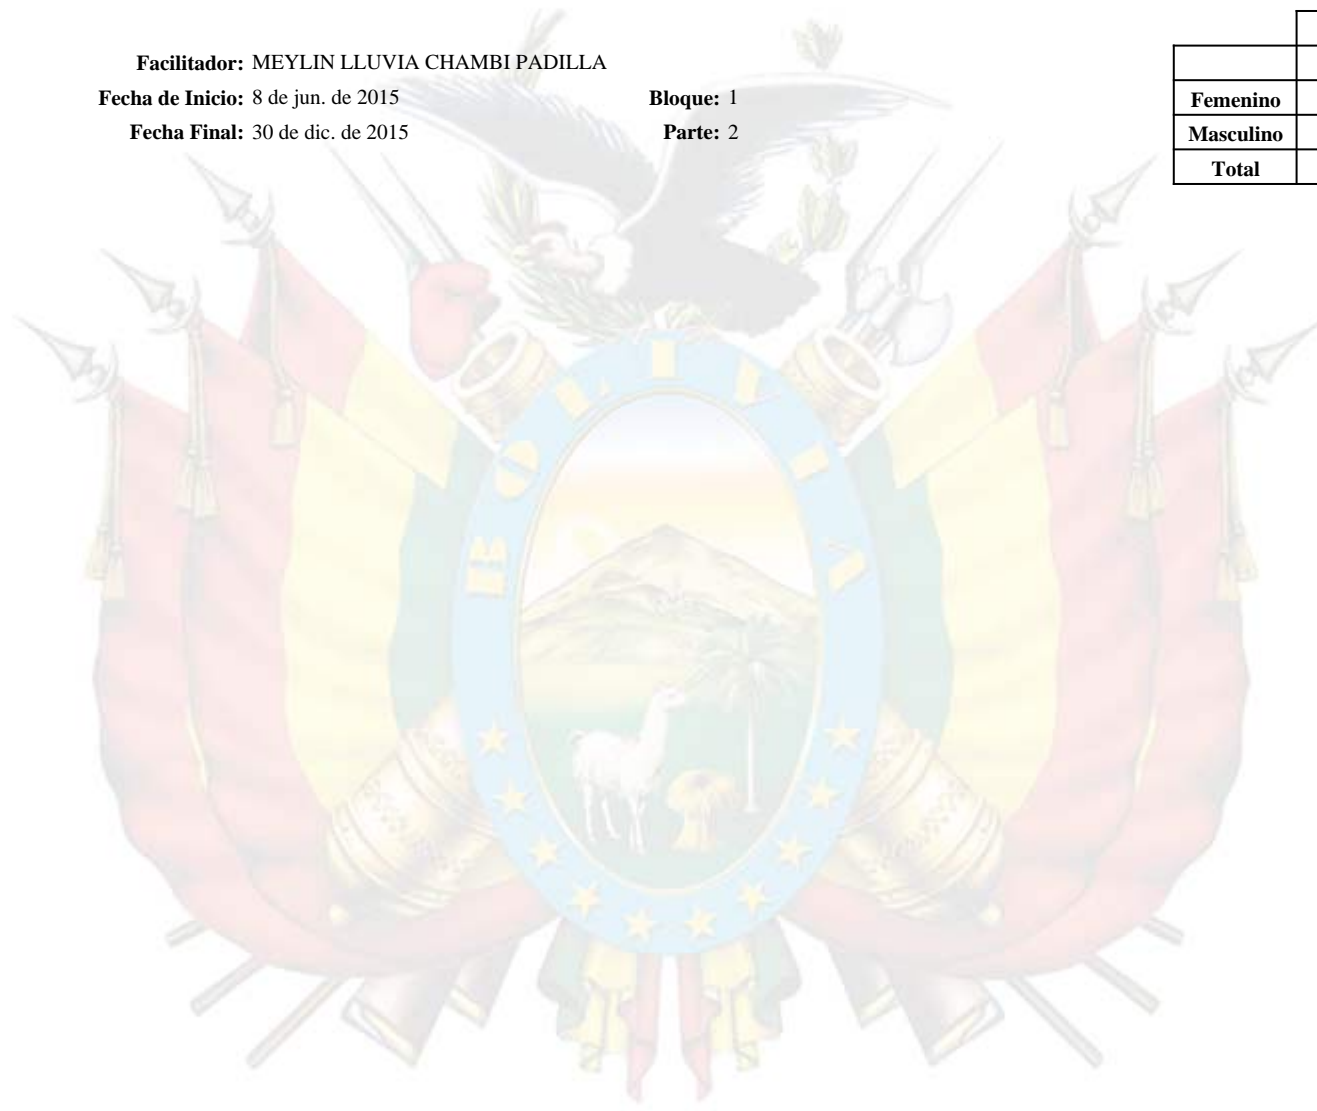 Facilitador: MEYLIN LLUVIA CHAMBI PADILLA
Fecha de Inicio: 8 de jun. de 2015 Bloque: 1
Fecha Final: 30 de dic. de 2015 Parte: 2
Femenino
Masculino
Total
BOLIVIA